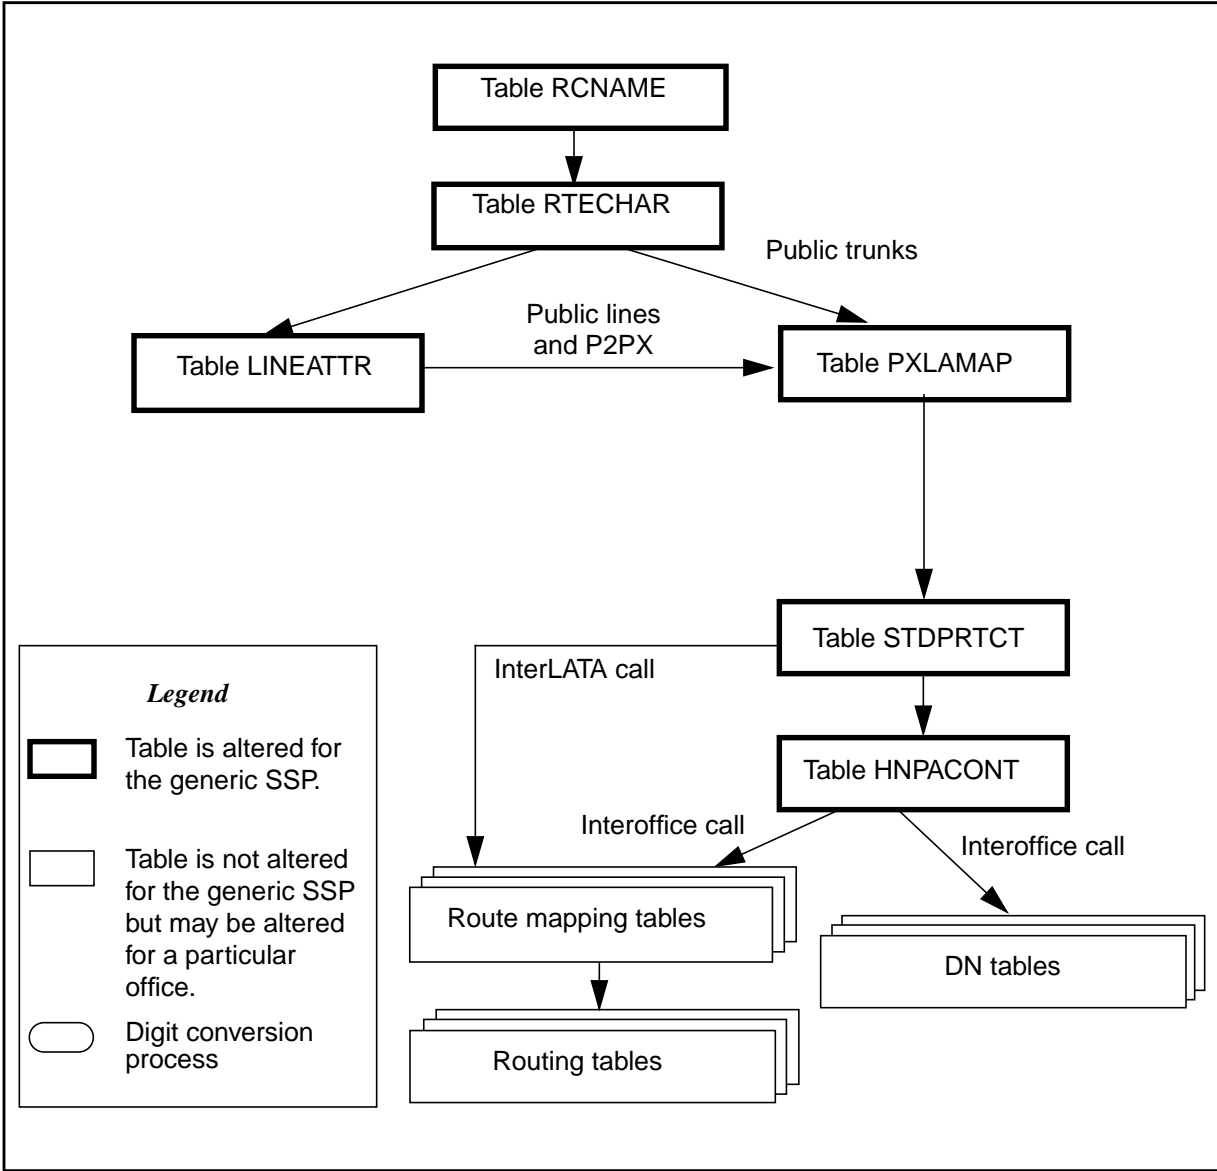 Table RCNAME
Table RTECHAR
Public trunks
Public lines
and P2PX
Table LINEATTR
Table PXLAMAP
Table STDPRTCT
InterLATA call
Table HNPACONT
Interoffice call
Interoffice call
Route mapping tables
DN tables
Routing tables
Legend
Table is altered for
the generic SSP.
Table is not altered
for the generic SSP
but may be altered
for a particular
office.
Digit conversion
process